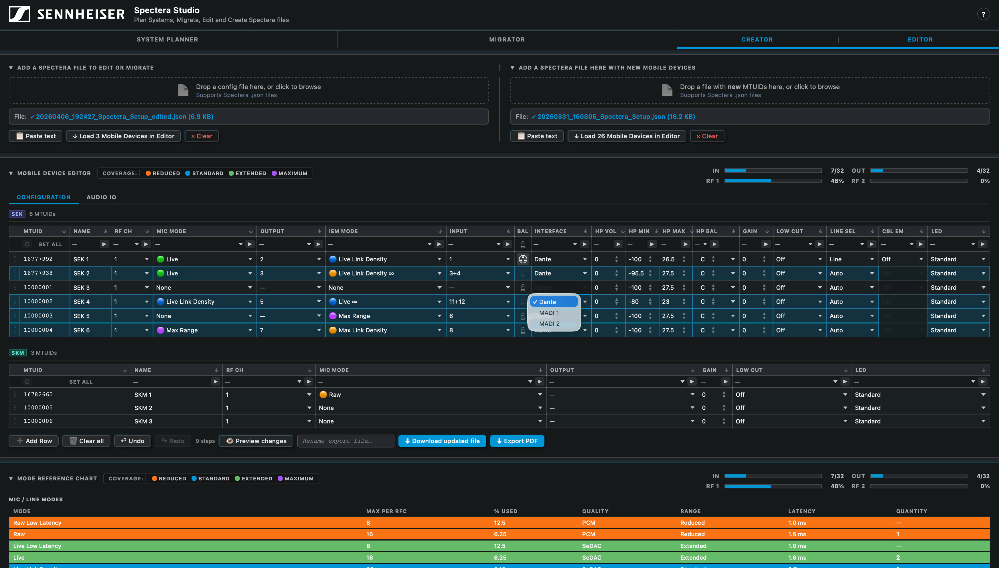 SENNHEISER
Spectera Studio
Plan Systems, Migrate, Edit and Create Spectera files
?
SYSTEM PLANNER MIGRATOR CREATOR | EDITOR
▼ ADD A SPECTERA FILE TO EDIT OR MIGRATE
Drop a config file here, or click to browse
Supports Spectera .json files
File: ✔ 20260406_192427_Spectera_Setup_edited.json (6.9 KB)
Paste text ↓ Load 3 Mobile Devices in Editor × Clear
▼ ADD A SPECTERA FILE HERE WITH NEW MOBILE DEVICES
Drop a file with new MTUIDs here, or click to browse
Supports Spectera .json files
File: ✔ 20260331_160805_Spectera_Setup.json (16.2 KB)
Paste text ↓ Load 26 Mobile Devices in Editor × Clear
▼ MOBILE DEVICE EDITOR COVERAGE: REDUCED STANDARD EXTENDED MAXIMUM
IN 7/32 OUT 4/32
RF 1 48% RF 2 0%
CONFIGURATION AUDIO IO
SEK 6 MTUIDs
MTUID ↓ NAME ↓ RF CH ↓ MIC MODE ↓ OUTPUT ↓ IEM MODE ↓ INPUT ↓ BAL INTERFACE ↓ HP VOL ↓ HP MIN ↓ HP MAX ↓ HP BAL ↓ GAIN ↓ LOW CUT ↓ LINE SEL ↓ CBL EM ↓ LED ↓
SET ALL — — — — — — — — — — — — — — — —
16777992 SEK 1 1 Live 2 Live Link Density 1 Dante 0 -100 26.5 C 0 Off Line Off Standard
16777938 SEK 2 1 Live 3 Live Link Density ∞ 3+4 Dante 0 -95.5 27.5 C 0 Off Auto Off Standard
10000001 SEK 3 1 None — None — Dante 0 -100 27.5 C 0 Off Auto Off Standard
10000002 SEK 4 1 Live Link Density 5 Live ∞ 11+12 ✓ Dante 0 -80 23 C 0 Off Auto Off Standard
MADI 1
10000003 SEK 5 1 None — Max Range 6 0 -100 27.5 C 0 Off Auto Off Standard
MADI 2
10000004 SEK 6 1 Max Range 7 Max Link Density 8 Dante 0 -100 27.5 C 0 Off Auto Off Standard
SKM 3 MTUIDs
MTUID ↓ NAME ↓ RF CH ↓ MIC MODE ↓ OUTPUT ↓ GAIN ↓ LOW CUT ↓ LED ↓
SET ALL — — — — — — —
16782665 SKM 1 1 Raw — 0 Off Standard
10000005 SKM 2 1 None — 0 Off Standard
10000006 SKM 3 1 None — 0 Off Standard
Add Row Clear all ↩ Undo ↪ Redo 9 steps Preview changes Rename export file… Download updated file Export PDF
▼ MODE REFERENCE CHART COVERAGE: REDUCED STANDARD EXTENDED MAXIMUM
IN 7/32 OUT 4/32
RF 1 48% RF 2 0%
MIC / LINE MODES
MODE MAX PER RFC % USED QUALITY RANGE LATENCY QUANTITY
Raw Low Latency 8 12.5 PCM Reduced 1.0 ms —
Raw 16 6.25 PCM Reduced 1.6 ms 1
Live Low Latency 8 12.5 SeDAC Extended 1.0 ms —
Live 16 6.25 SeDAC Extended 1.6 ms 2